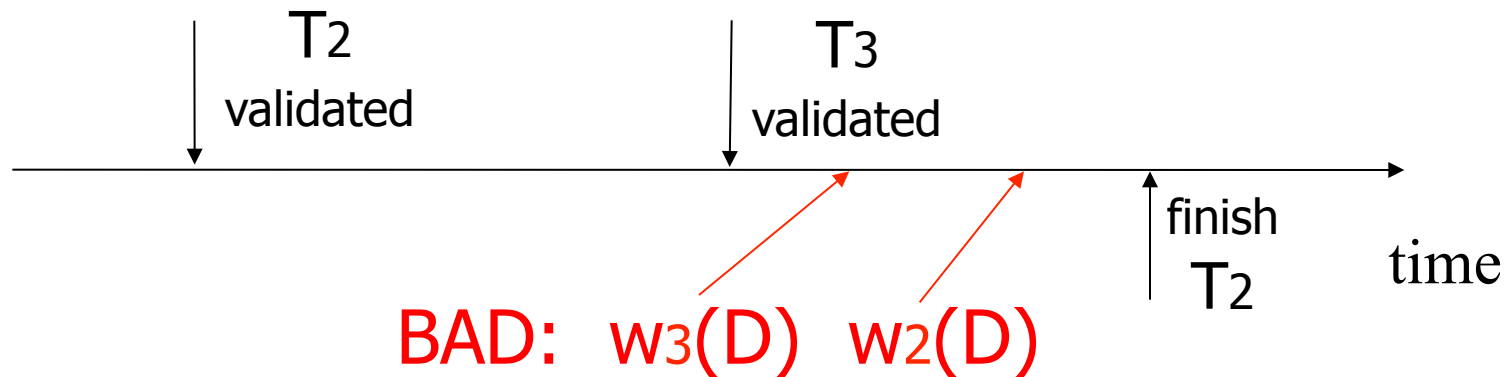 T2
validated
T3
validated
finish
T2
time
BAD: w3(D) w2(D)